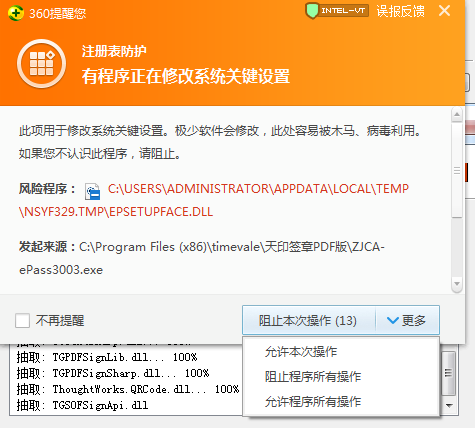 360提醒您
INTEL-VT
误报反馈
注册表防护
有程序正在修改系统关键设置
此项用于修改系统关键设置。极少软件会修改，此处容易被木马、病毒利用。
如果您不认识此程序，请阻止。
风险程序： C:\USERS\ADMINISTRATOR\APPDATA\LOCAL\TEMP
\NSYF329.TMP\EPSETUPFACE.DLL
发起来源：C:\Program Files (x86)\timevale\天印签章PDF版\ZJCA-
ePass3003.exe
不再提醒
阻止本次操作 (13)
更多
允许本次操作
阻止程序所有操作
允许程序所有操作
抽取: TGPDFSignLib.dll... 100%
抽取: TGPDFSignSharp.dll... 100%
抽取: ThoughtWorks.QRCode.dll... 100%
抽取: TGSOFSignApi.dll